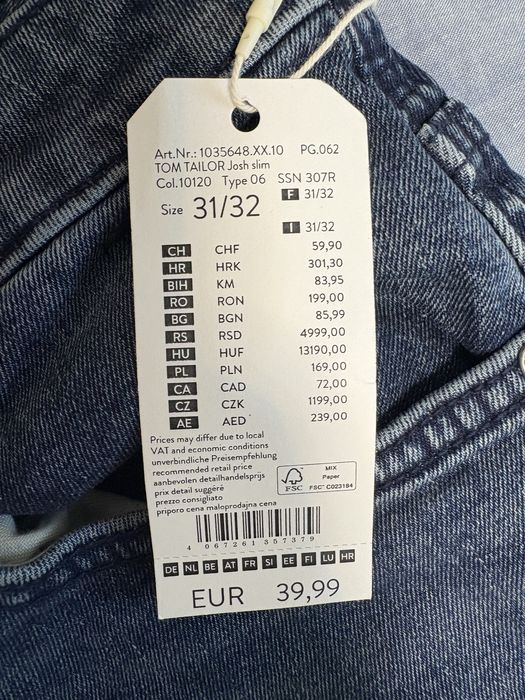 Art.Nr.: 1035648.XX.10 PG.062
TOM TAILOR Josh slim
Col.10120 Type 06 SSN 307R
Size 31/32 F 31/32
I 31/32
CH CHF 59,90
HR HRK 301,30
BIH KM 83,95
RO RON 199,00
BG BGN 85,99
RS RSD 4999,00
HU HUF 13190,00
PL PLN 169,00
CA CAD 72,00
CZ CZK 1199,00
AE AED 239,00
Prices may differ due to local
VAT and economic conditions
unverbindliche Preisempfehlung
recommended retail price
aanbevolen detailhandelsprijs
prix detail suggéré
prezzo consigliato
priporo cena maloprodajna cena
FSC
MIX
Paper
FSC™ C023184
4 067261 357379
DE NL BE AT FR SI EE FI LU HR
EUR 39,99